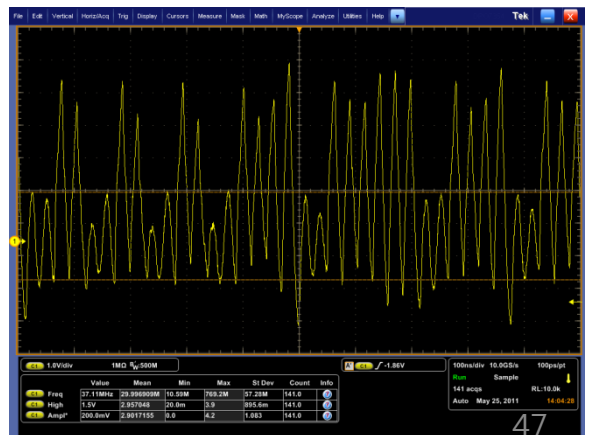 File Edit Vertical Horiz/Acq Trig Display Cursors Measure Mask Math MyScope Analyze Utilities Help Tek X
1
C1 1.0V/div 1MΩ BW:500M
A' C1 -1.86V
100ns/div 10.0GS/s 100ps/pt
Run Sample
141 acqs RL:10.0k
Auto May 25, 2011 14:04:28
Value Mean Min Max St Dev Count Info
C1 Freq 37.11MHz 29.996909M 10.59M 769.2M 57.28M 141.0
C1 High 1.5V 2.957048 20.0m 3.9 895.6m 141.0
C1 Ampl* 200.0mV 2.9017155 0.0 4.2 1.083 141.0
47